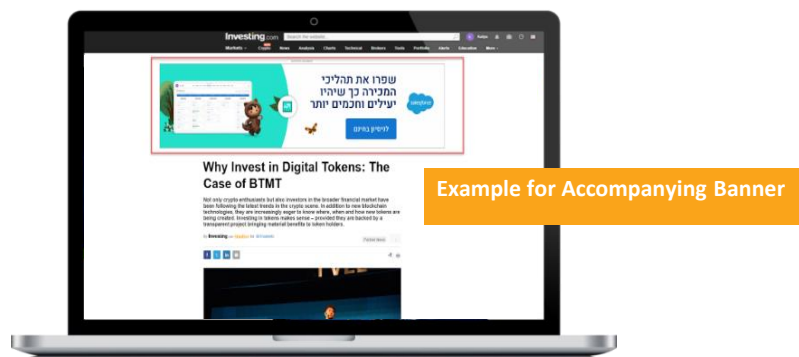 Investing.com
Search the website...
Markets Crypto News Analysis Charts Technical Brokers Tools Portfolio Alerts Education More
שפרו את תהליכי
המכירה כך שיהיו
יעילים וחכמים יותר
salesforce
לניסיון בחינם
Why Invest in Digital Tokens: The
Case of BTMT
Not only crypto enthusiasts but also investors in the broader financial market have
been following the latest trends in the crypto scene. In addition to new blockchain
technologies, they are increasingly eager to know where, when and how new tokens are
being created. Investing in tokens makes sense – provided they are backed by a
transparent project bringing material benefits to token holders.
Example for Accompanying Banner